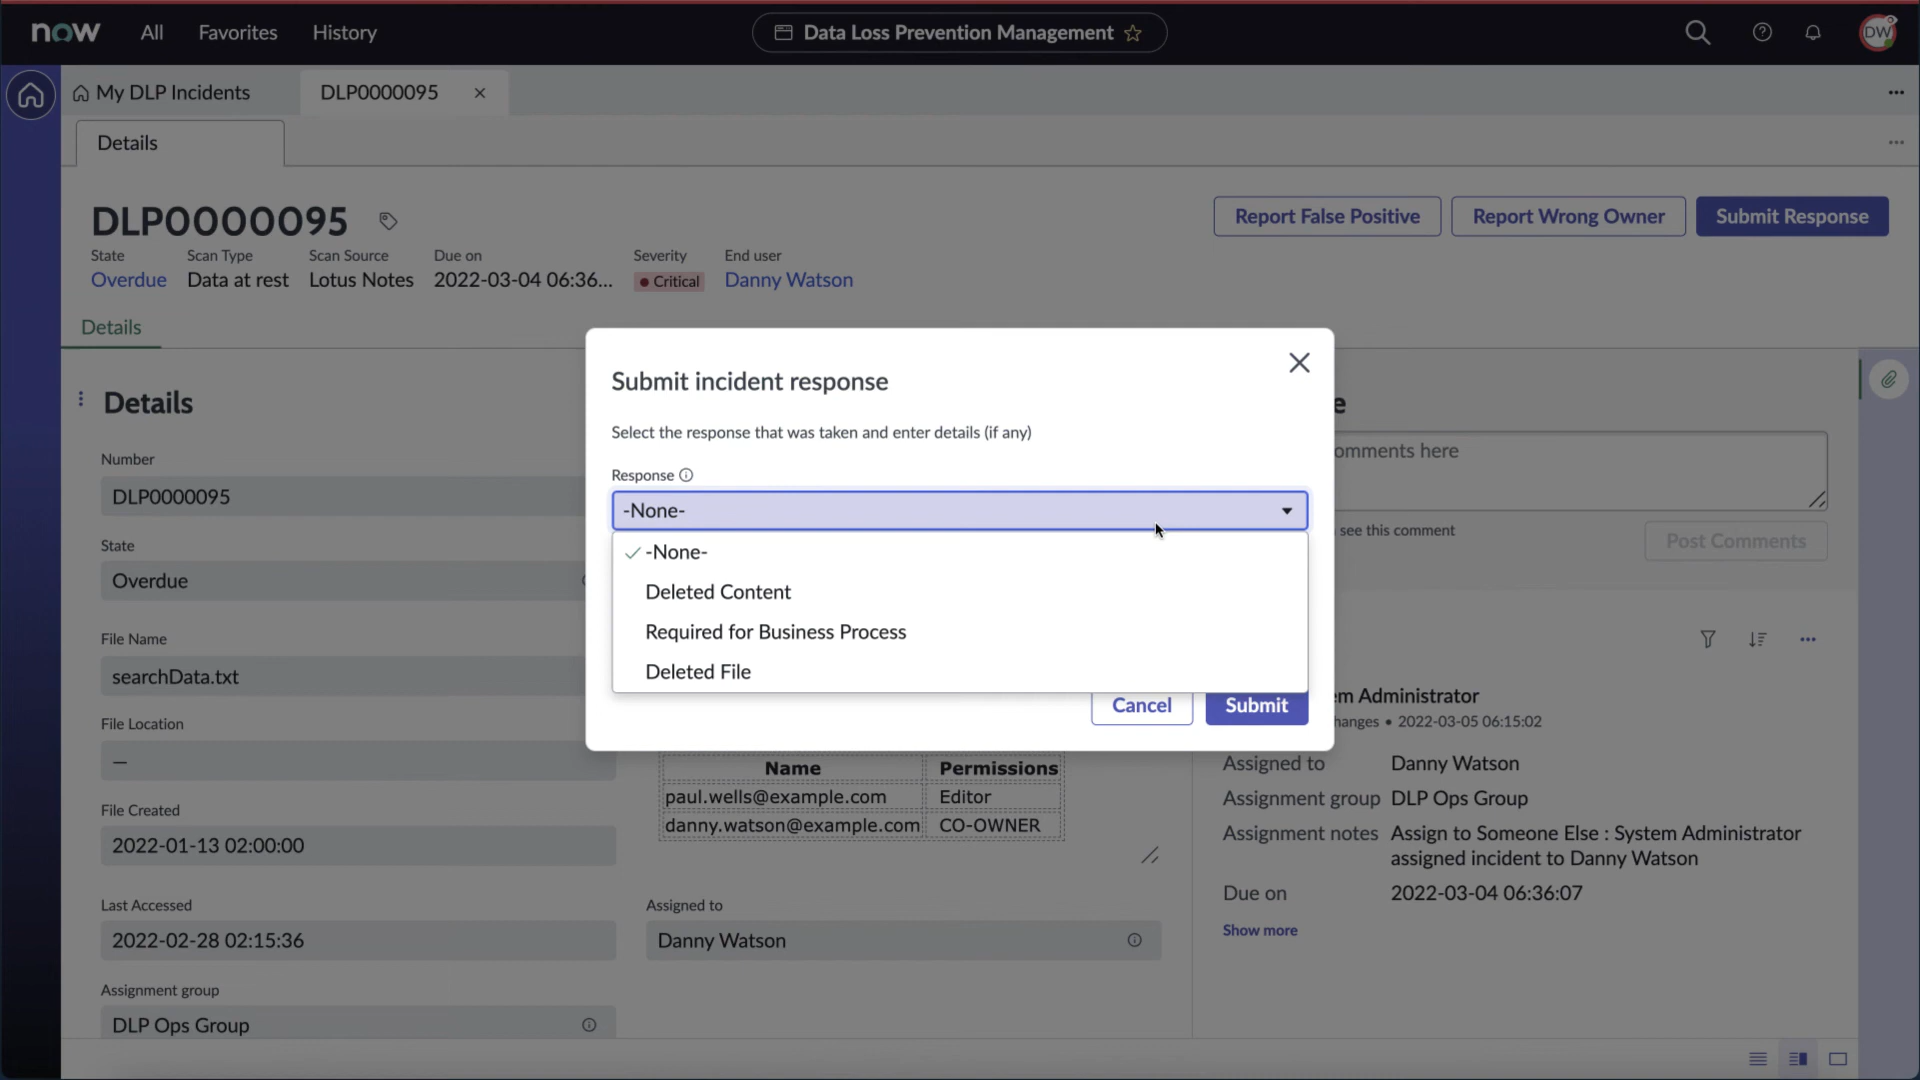 now All Favorites History Data Loss Prevention Management DW
My DLP Incidents DLP0000095
Details
DLP0000095
Report False Positive Report Wrong Owner Submit Response
State Scan Type Scan Source Due on Severity End user
Overdue Data at rest Lotus Notes 2022-03-04 06:36... Critical Danny Watson
Details
Submit incident response
Select the response that was taken and enter details (if any)
Response
-None-
-None-
Deleted Content
Required for Business Process
Deleted File
Cancel Submit
Details
Number
DLP0000095
State
Overdue
File Name
searchData.txt
File Location
—
File Created
2022-01-13 02:00:00
Last Accessed
2022-02-28 02:15:36
Assignment group
DLP Ops Group
Name Permissions
paul.wells@example.com Editor
danny.watson@example.com CO-OWNER
Assigned to
Danny Watson
e
omments here
see this comment
Post Comments
m Administrator
hanges • 2022-03-05 06:15:02
Assigned to Danny Watson
Assignment group DLP Ops Group
Assignment notes Assign to Someone Else : System Administrator
assigned incident to Danny Watson
Due on 2022-03-04 06:36:07
Show more